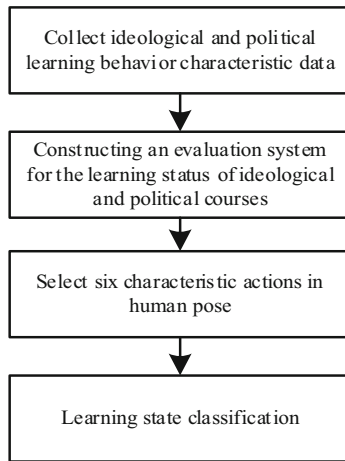 Collect ideological and political
learning behavior characteristic data
Constructing an evaluation system
for the learning status of ideological
and political courses
Select six characteristic actions in
human pose
Learning state classification